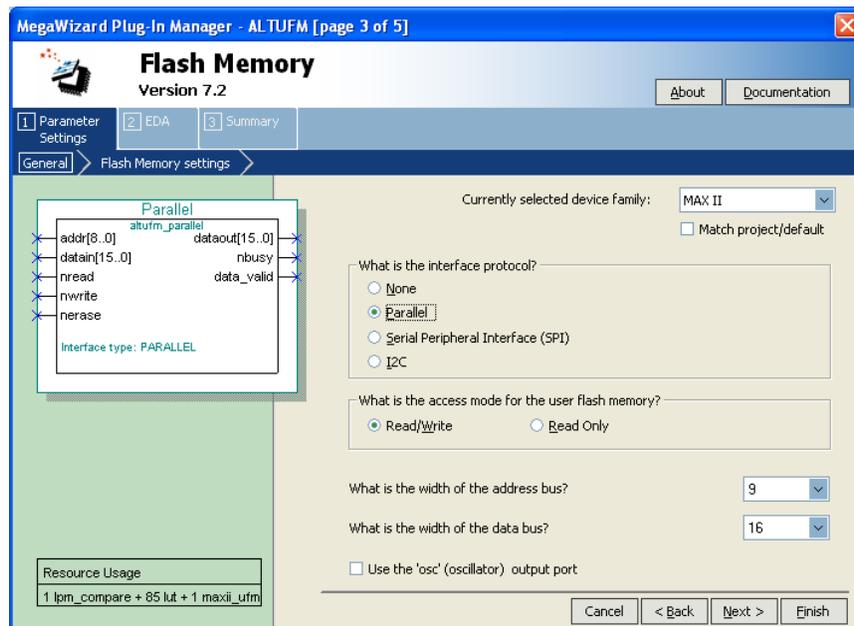 MegaWizard Plug-In Manager - ALTUFM [page 3 of 5]
Flash Memory
Version 7.2
About
Documentation
1 Parameter Settings
2 EDA
3 Summary
General
Flash Memory settings
Parallel
altufm_parallel
addr[8..0] dataout[15..0]
datain[15..0] nbusy
nread data_valid
nwrite
nerase
Interface type: PARALLEL
Resource Usage
1 lpm_compare + 85 lut + 1 maxii_ufm
Currently selected device family: MAX II
Match project/default
What is the interface protocol?
None
Parallel
Serial Peripheral Interface (SPI)
I2C
What is the access mode for the user flash memory?
Read/Write Read Only
What is the width of the address bus? 9
What is the width of the data bus? 16
Use the 'osc' (oscillator) output port
Cancel < Back Next > Finish